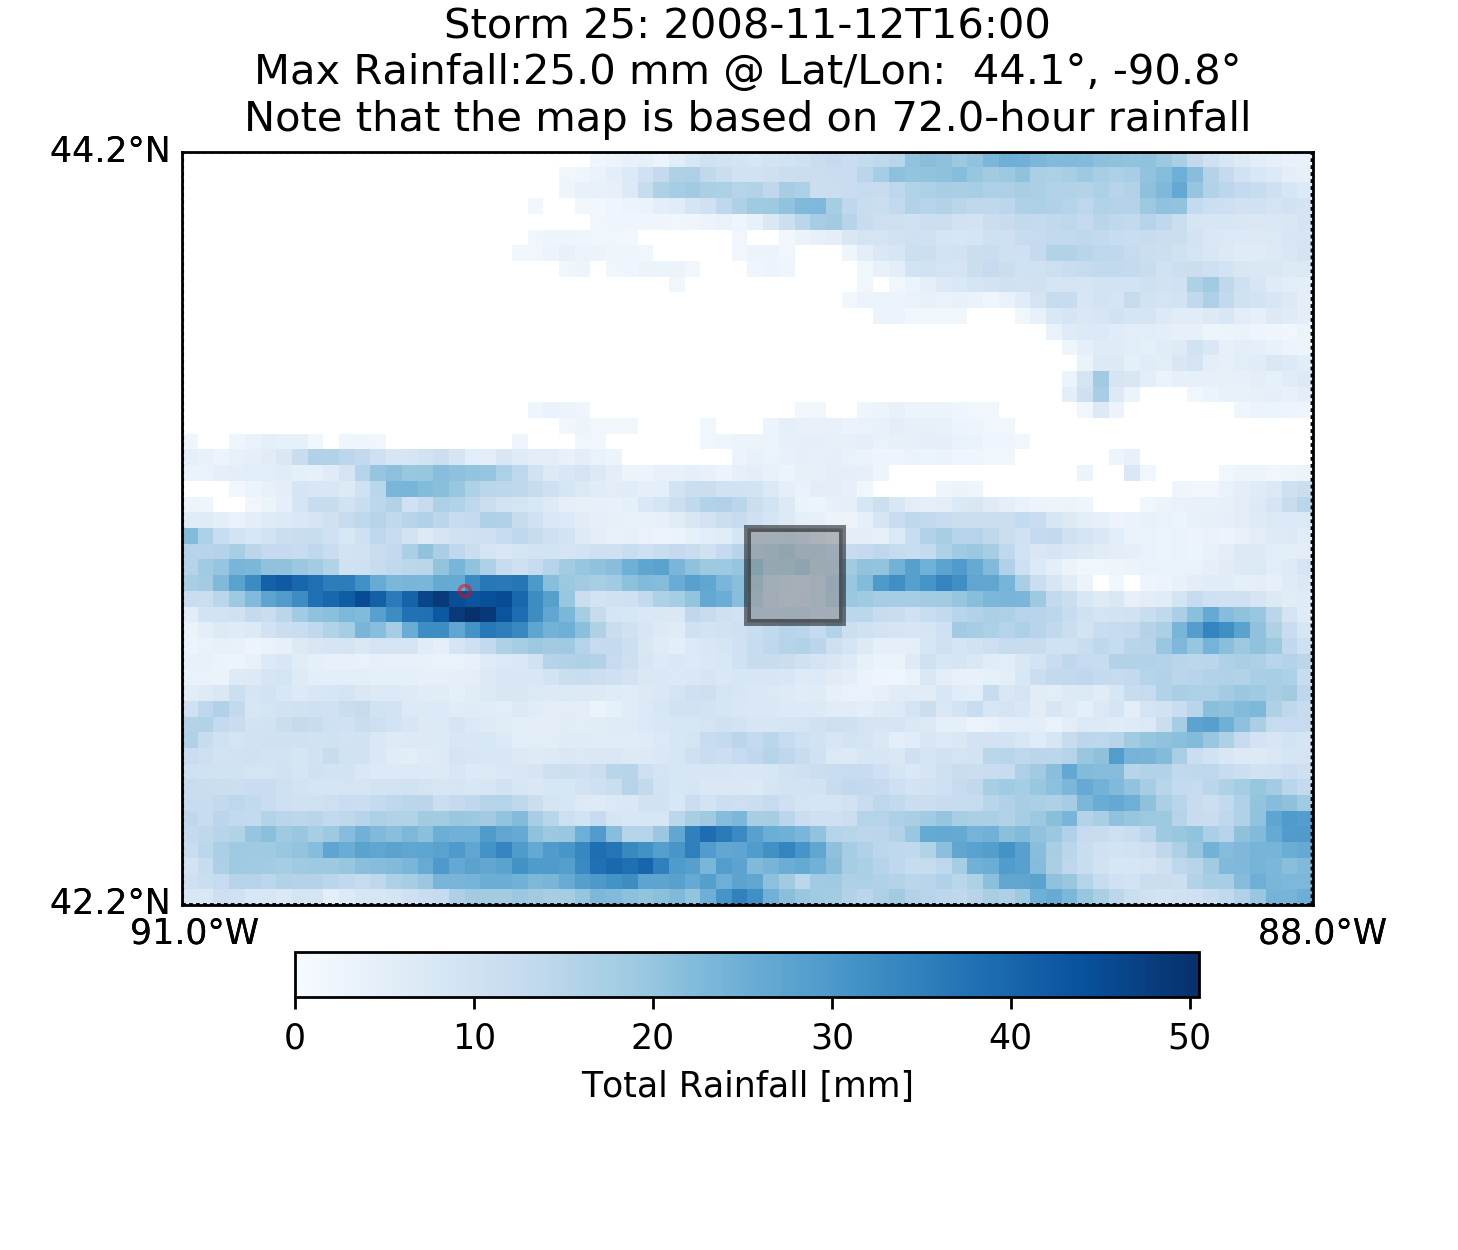 Storm 25: 2008-11-12T16:00
Max Rainfall:25.0 mm @ Lat/Lon:  44.1°, -90.8°
Note that the map is based on 72.0-hour rainfall
44.2°N
42.2°N
91.0°W 88.0°W
0 10 20 30 40 50
Total Rainfall [mm]